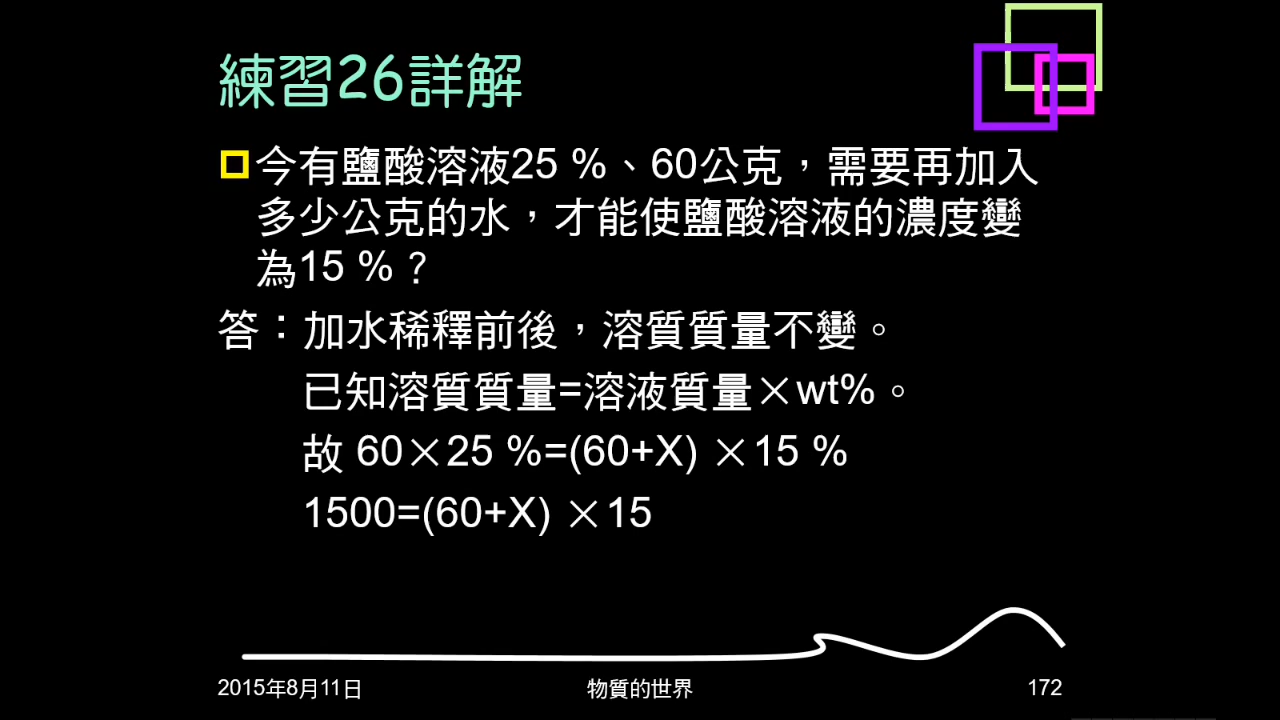 練習26詳解
今有鹽酸溶液25 %、60公克，需要再加入
多少公克的水，才能使鹽酸溶液的濃度變
為15 %？
答：加水稀釋前後，溶質質量不變。
已知溶質質量=溶液質量×wt%。
故 60×25 %=(60+X) ×15 %
1500=(60+X) ×15
2015年8月11日
物質的世界
172